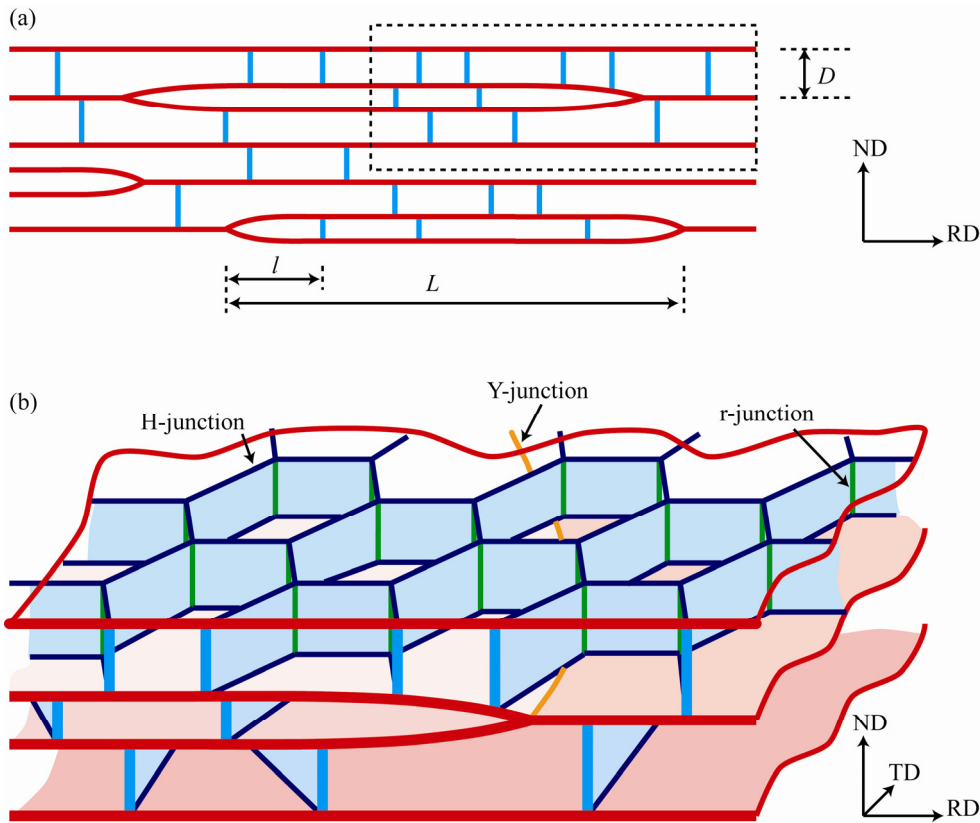 (a)
D
ND
RD
l
L
(b)
H-junction
Y-junction
r-junction
ND
TD
RD